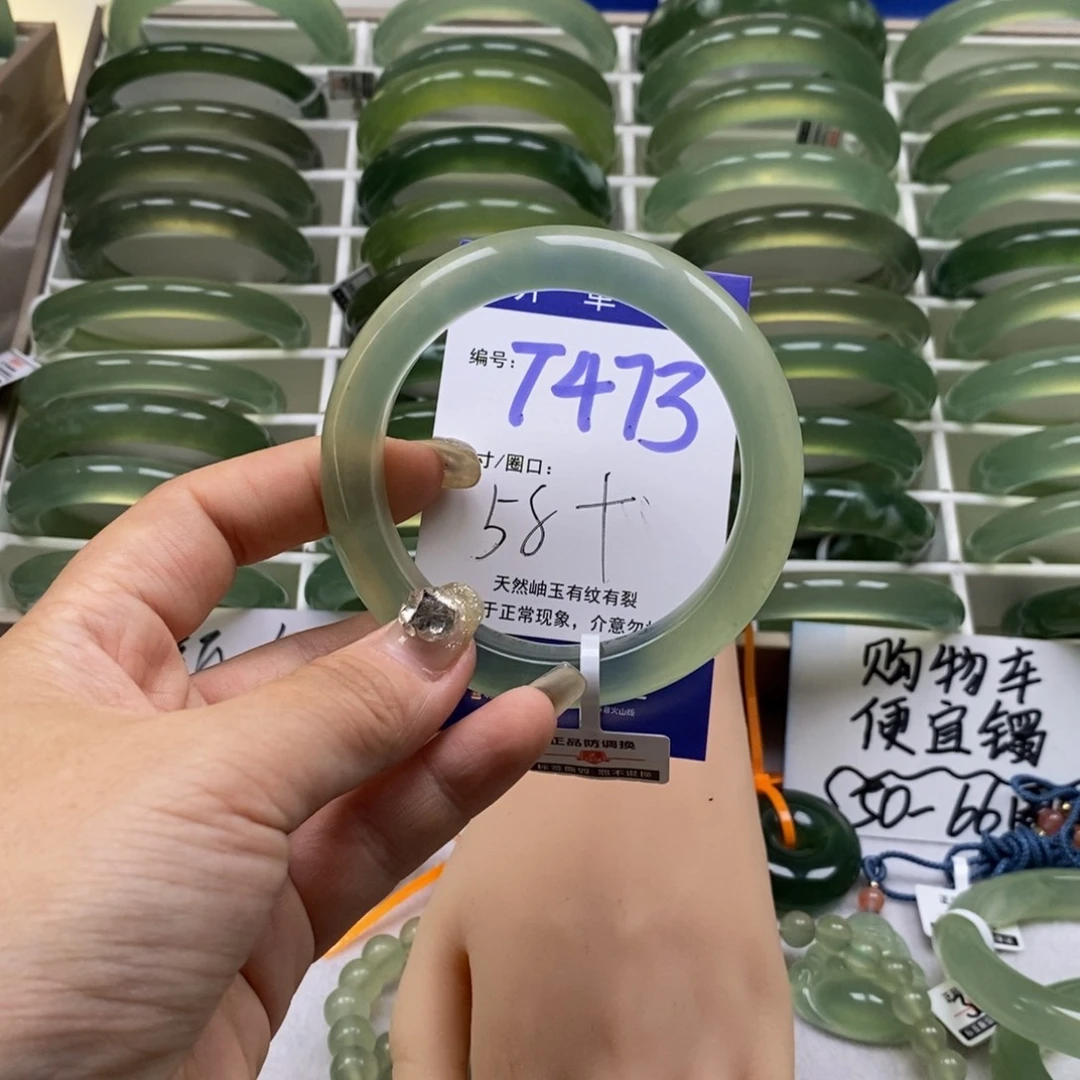 编号：T473
寸/圈口：
58+
天然岫玉有纹有裂
于正常现象，介意勿
正品防调换
购物车
便宜镯
50-66